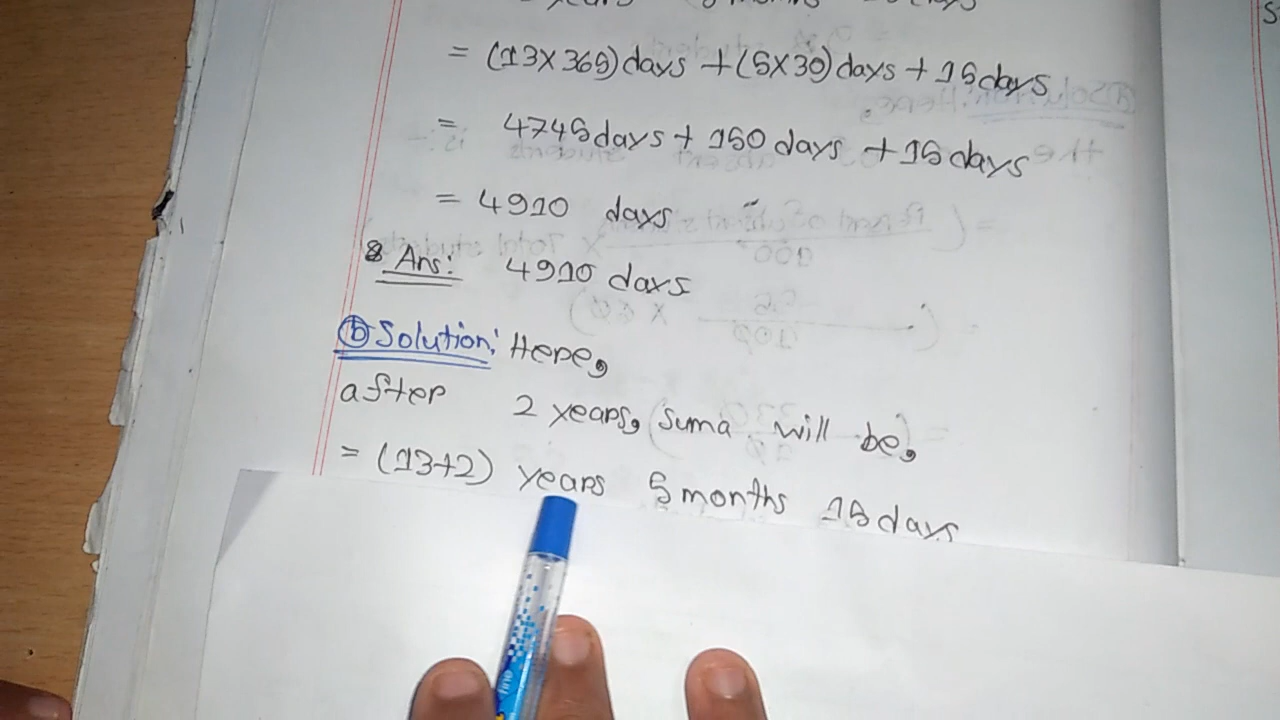 = (13x365) days + (5x30) days + 15 days
= 4745 days + 150 days + 15 days
= 4910 days
Ans: 4910 days
ⓑ Solution: Here,
after 2 years, suma will be,
= (13+2) years 5 months 15 days
fine